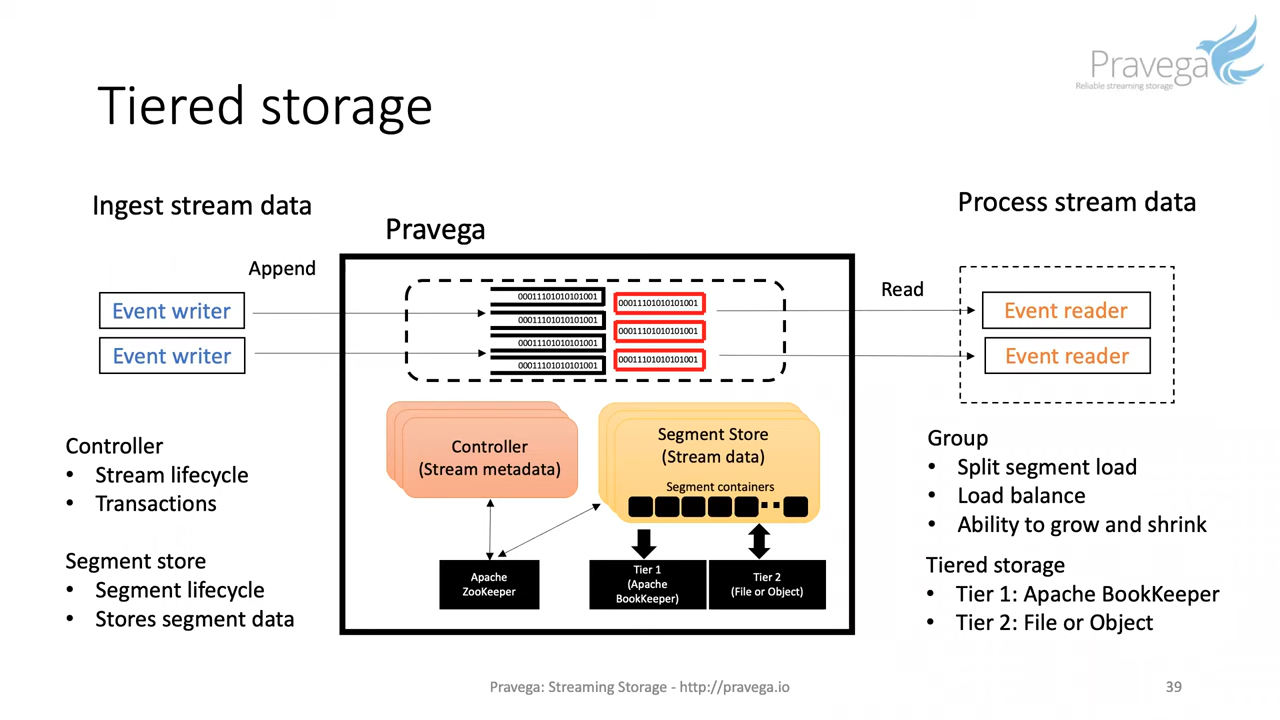 Pravega
Reliable streaming storage
Tiered storage
Ingest stream data
Process stream data
Pravega
Append
Read
Event writer
Event writer
00011101010101001
00011101010101001
00011101010101001
00011101010101001
00011101010101001
00011101010101001
00011101010101001
Event reader
Event reader
Controller
(Stream metadata)
Segment Store
(Stream data)
Segment containers
Apache
ZooKeeper
Tier 1
(Apache
BookKeeper)
Tier 2
(File or Object)
Controller
• Stream lifecycle
• Transactions
Segment store
• Segment lifecycle
• Stores segment data
Group
• Split segment load
• Load balance
• Ability to grow and shrink
Tiered storage
• Tier 1: Apache BookKeeper
• Tier 2: File or Object
Pravega: Streaming Storage - http://pravega.io
39